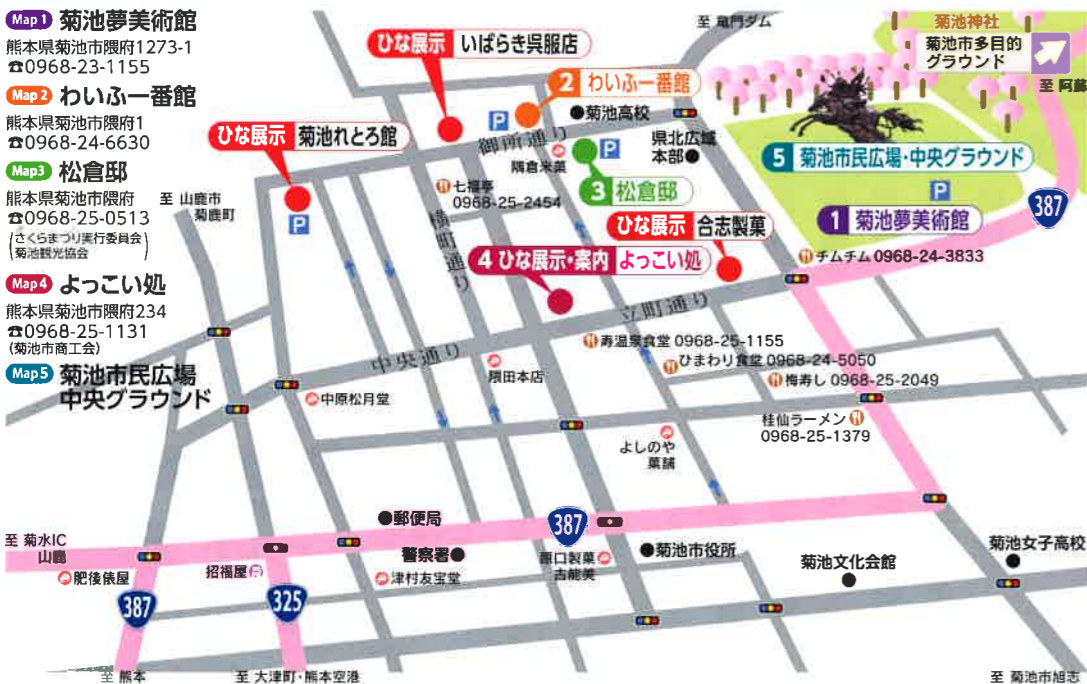 Map1 菊池夢美術館
熊本県菊池市隈府1273-1
☎0968-23-1155
Map2 わいふ一番館
熊本県菊池市隈府1
☎0968-24-6630
Map3 松倉邸
熊本県菊池市隈府
☎0968-25-0513
(さくらまつり実行委員会
菊池観光協会)
Map4 よっこい処
熊本県菊池市隈府234
☎0968-25-1131
(菊池市商工会)
Map5 菊池市民広場
中央グラウンド
至 竜門ダム
菊池神社
菊池市多目的
グラウンド
至 阿蘇
ひな展示 いばらき呉服店
2 わいふ一番館
P
●菊池高校
ひな展示 菊池れとろ館
御所通り
P
県北広域
本部●
5 菊池市民広場・中央グラウンド
隈倉米菓
3 松倉邸
P
387
至 山鹿市
菊鹿町
P
七福亭
0968-25-2454
横町通り
ひな展示 合志製菓
1 菊池夢美術館
4 ひな展示・案内 よっこい処
チムチム 0968-24-3833
立町通り
中央通り
寿温泉食堂 0968-25-1155
ひまわり食堂 0968-24-5050
隈田本店
梅寿し 0968-25-2049
中原松月堂
桂仙ラーメン
0968-25-1379
よしのや
菓舗
至 菊水IC
山鹿
●郵便局
387
警察署●
●菊池市役所
菊池文化会館
菊池女子高校
肥後俵屋
招福屋
津村友宝堂
原口製菓
古能美
387
325
至 熊本
至 大津町・熊本空港
至 菊池市旭志